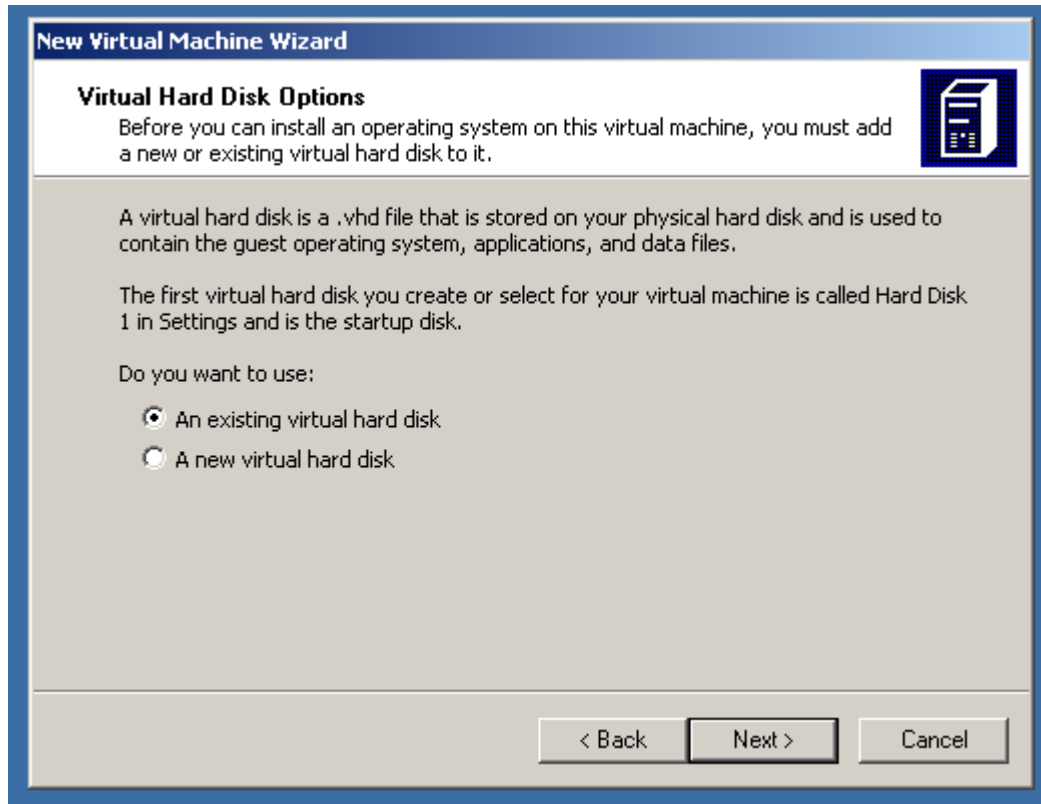 New Virtual Machine Wizard
Virtual Hard Disk Options
Before you can install an operating system on this virtual machine, you must add
a new or existing virtual hard disk to it.
A virtual hard disk is a .vhd file that is stored on your physical hard disk and is used to
contain the guest operating system, applications, and data files.
The first virtual hard disk you create or select for your virtual machine is called Hard Disk
1 in Settings and is the startup disk.
Do you want to use:
An existing virtual hard disk
A new virtual hard disk
< Back
Next >
Cancel